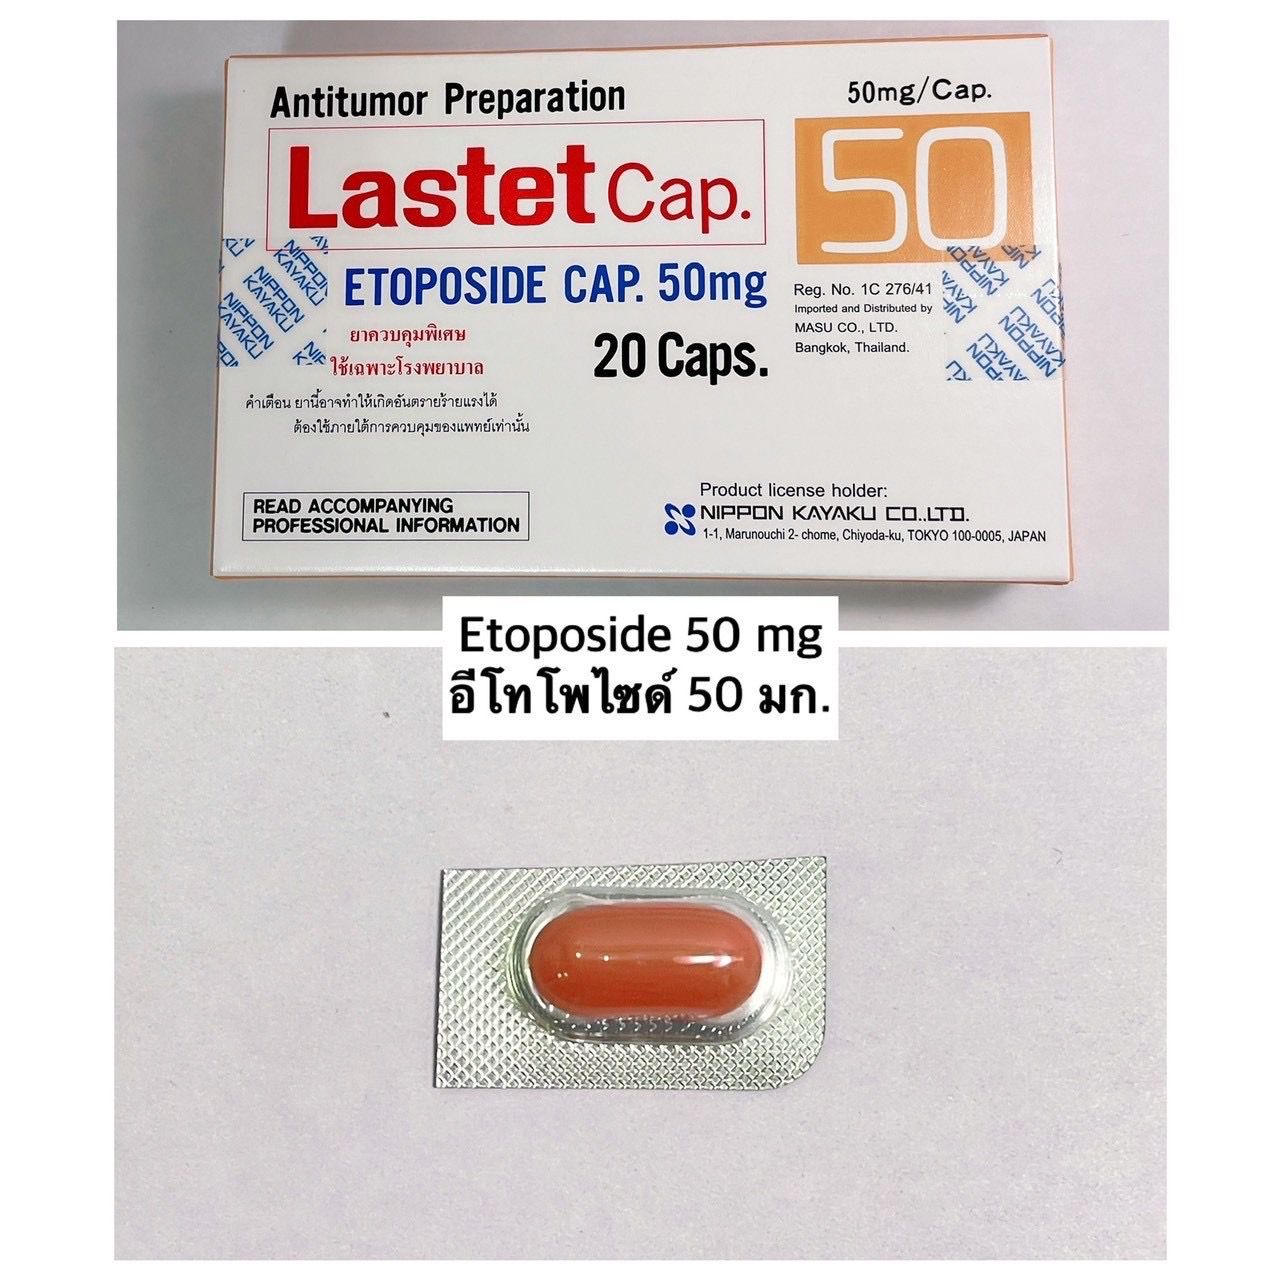 Antitumor Preparation
50mg/Cap.
Lastet Cap.
50
ETOPOSIDE CAP. 50mg
ยาควบคุมพิเศษ
ใช้เฉพาะโรงพยาบาล
20 Caps.
Reg. No. 1C 276/41
Imported and Distributed by
MASU CO., LTD.
Bangkok, Thailand.
คำเตือน ยานี้อาจทำให้เกิดอันตรายร้ายแรงได้
ต้องใช้ภายใต้การควบคุมของแพทย์เท่านั้น
NIPPON
KAYAKU
NIPPON
KAYAKU
NIPPON
KAYAKU
NIPPON
KAYAKU
READ ACCOMPANYING
PROFESSIONAL INFORMATION
Product license holder:
NIPPON KAYAKU CO.LTD.
1-1, Marunouchi 2- chome, Chiyoda-ku, TOKYO 100-0005, JAPAN
Etoposide 50 mg
อีโทโพไซด์ 50 มก.